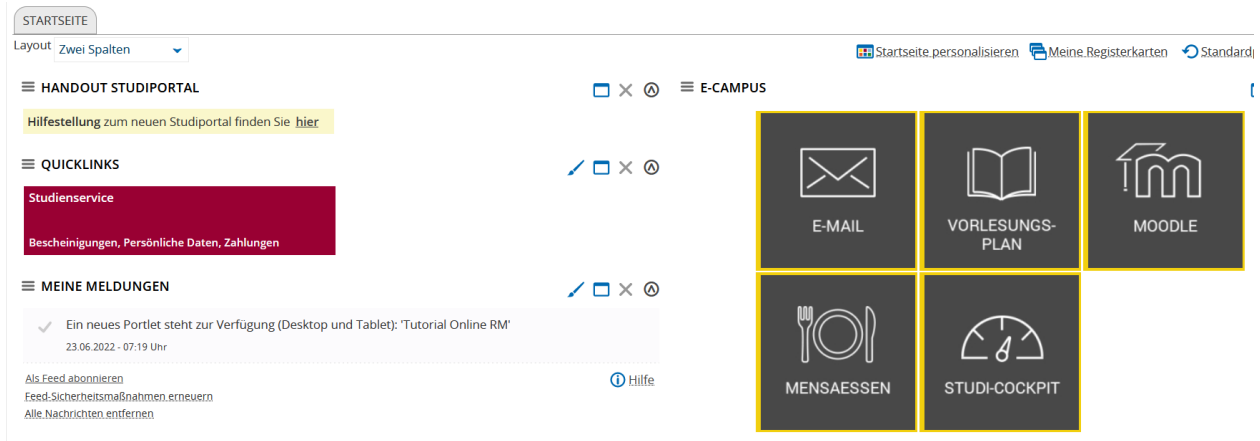 STARTSEITE
Layout Zwei Spalten
Startseite personalisieren Meine Registerkarten
HANDOUT STUDIPORTAL
Hilfestellung zum neuen Studiportal finden Sie hier
QUICKLINKS
Studienservice
Bescheinigungen, Persönliche Daten, Zahlungen
MEINE MELDUNGEN
Ein neues Portlet steht zur Verfügung (Desktop und Tablet): 'Tutorial Online RM'
23.06.2022 - 07:19 Uhr
Als Feed abonnieren
Hilfe
Feed-Sicherheitsmaßnahmen erneuern
Alle Nachrichten entfernen
E-CAMPUS
E-MAIL
VORLESUNGS-
PLAN
MOODLE
MENSAESSEN
STUDI-COCKPIT